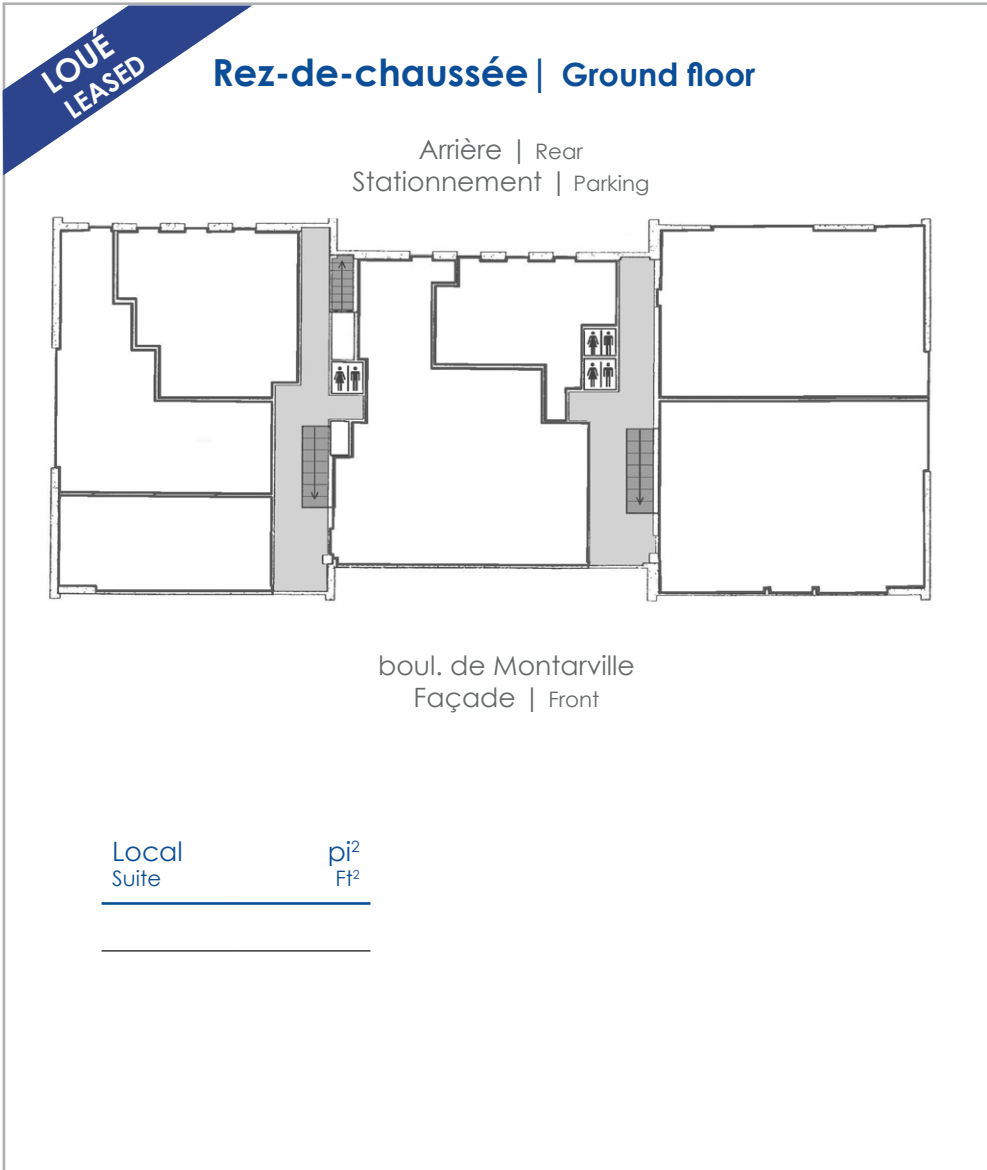 LOUÉ
LEASED
Rez-de-chaussée | Ground floor
Arrière | Rear
Stationnement | Parking
boul. de Montarville
Façade | Front
Local pi²
Suite Ft²